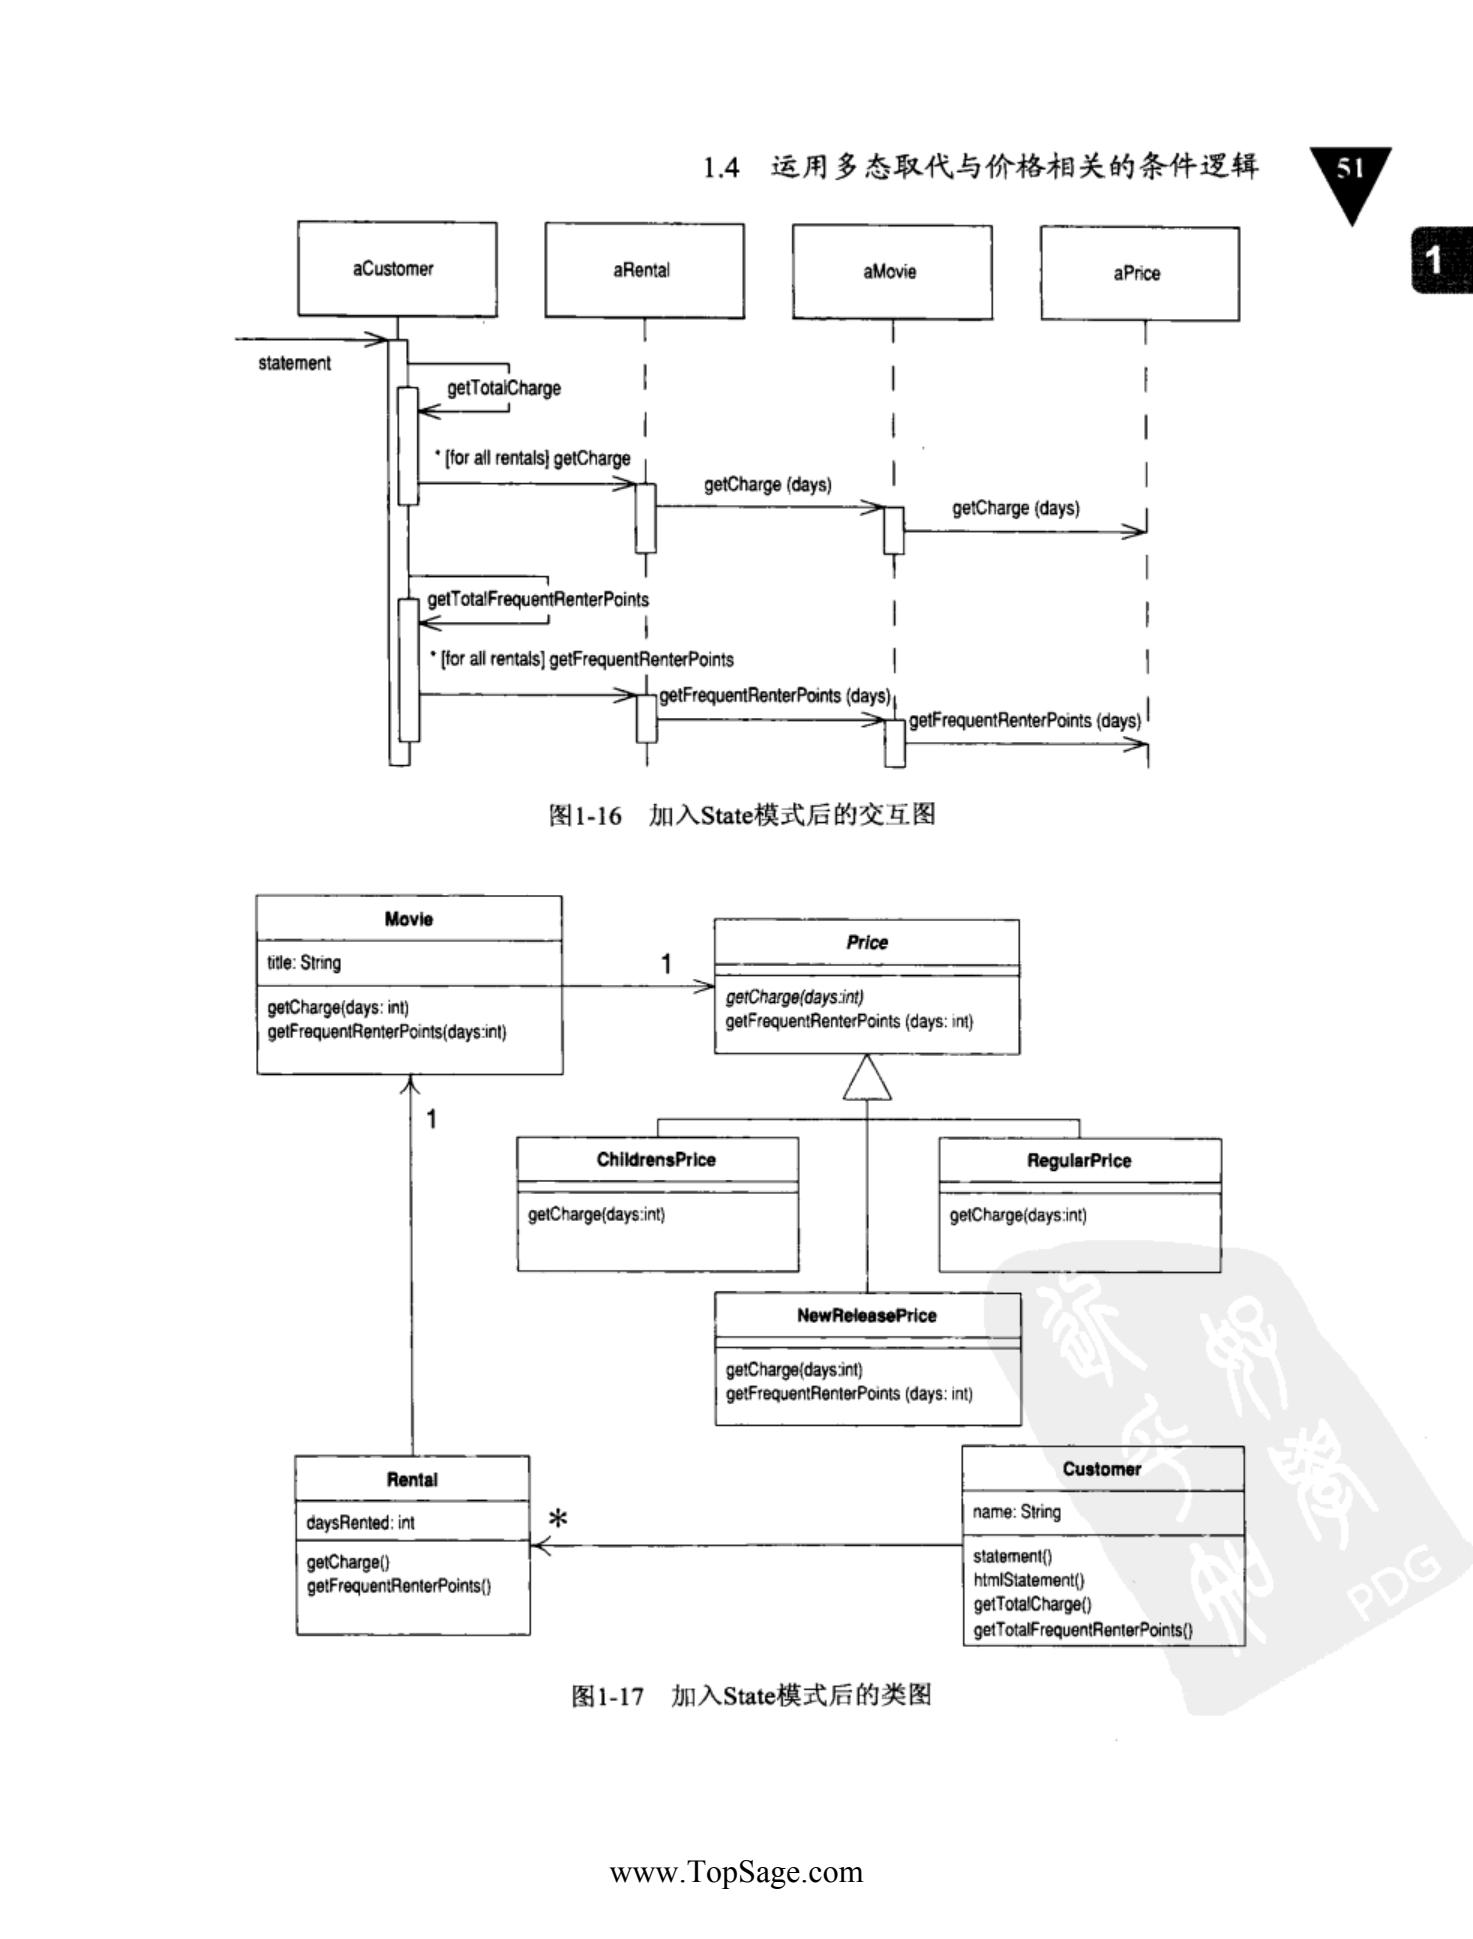 1.4 运用多态取代与价格相关的条件逻辑
51
1
aCustomer
aRental
aMovie
aPrice
statement
getTotalCharge
* [for all rentals] getCharge
getCharge (days)
getCharge (days)
getTotalFrequentRenterPoints
* [for all rentals] getFrequentRenterPoints
getFrequentRenterPoints (days)
getFrequentRenterPoints (days)
图1-16 加入State模式后的交互图
Movie
title: String
getCharge(days: int)
getFrequentRenterPoints(days:int)
1
Price
getCharge(days:int)
getFrequentRenterPoints (days: int)
1
ChildrensPrice
getCharge(days:int)
RegularPrice
getCharge(days:int)
NewReleasePrice
getCharge(days:int)
getFrequentRenterPoints (days: int)
Rental
daysRented: int
getCharge()
getFrequentRenterPoints()
*
Customer
name: String
statement()
htmlStatement()
getTotalCharge()
getTotalFrequentRenterPoints()
PDG
图1-17 加入State模式后的类图
www.TopSage.com